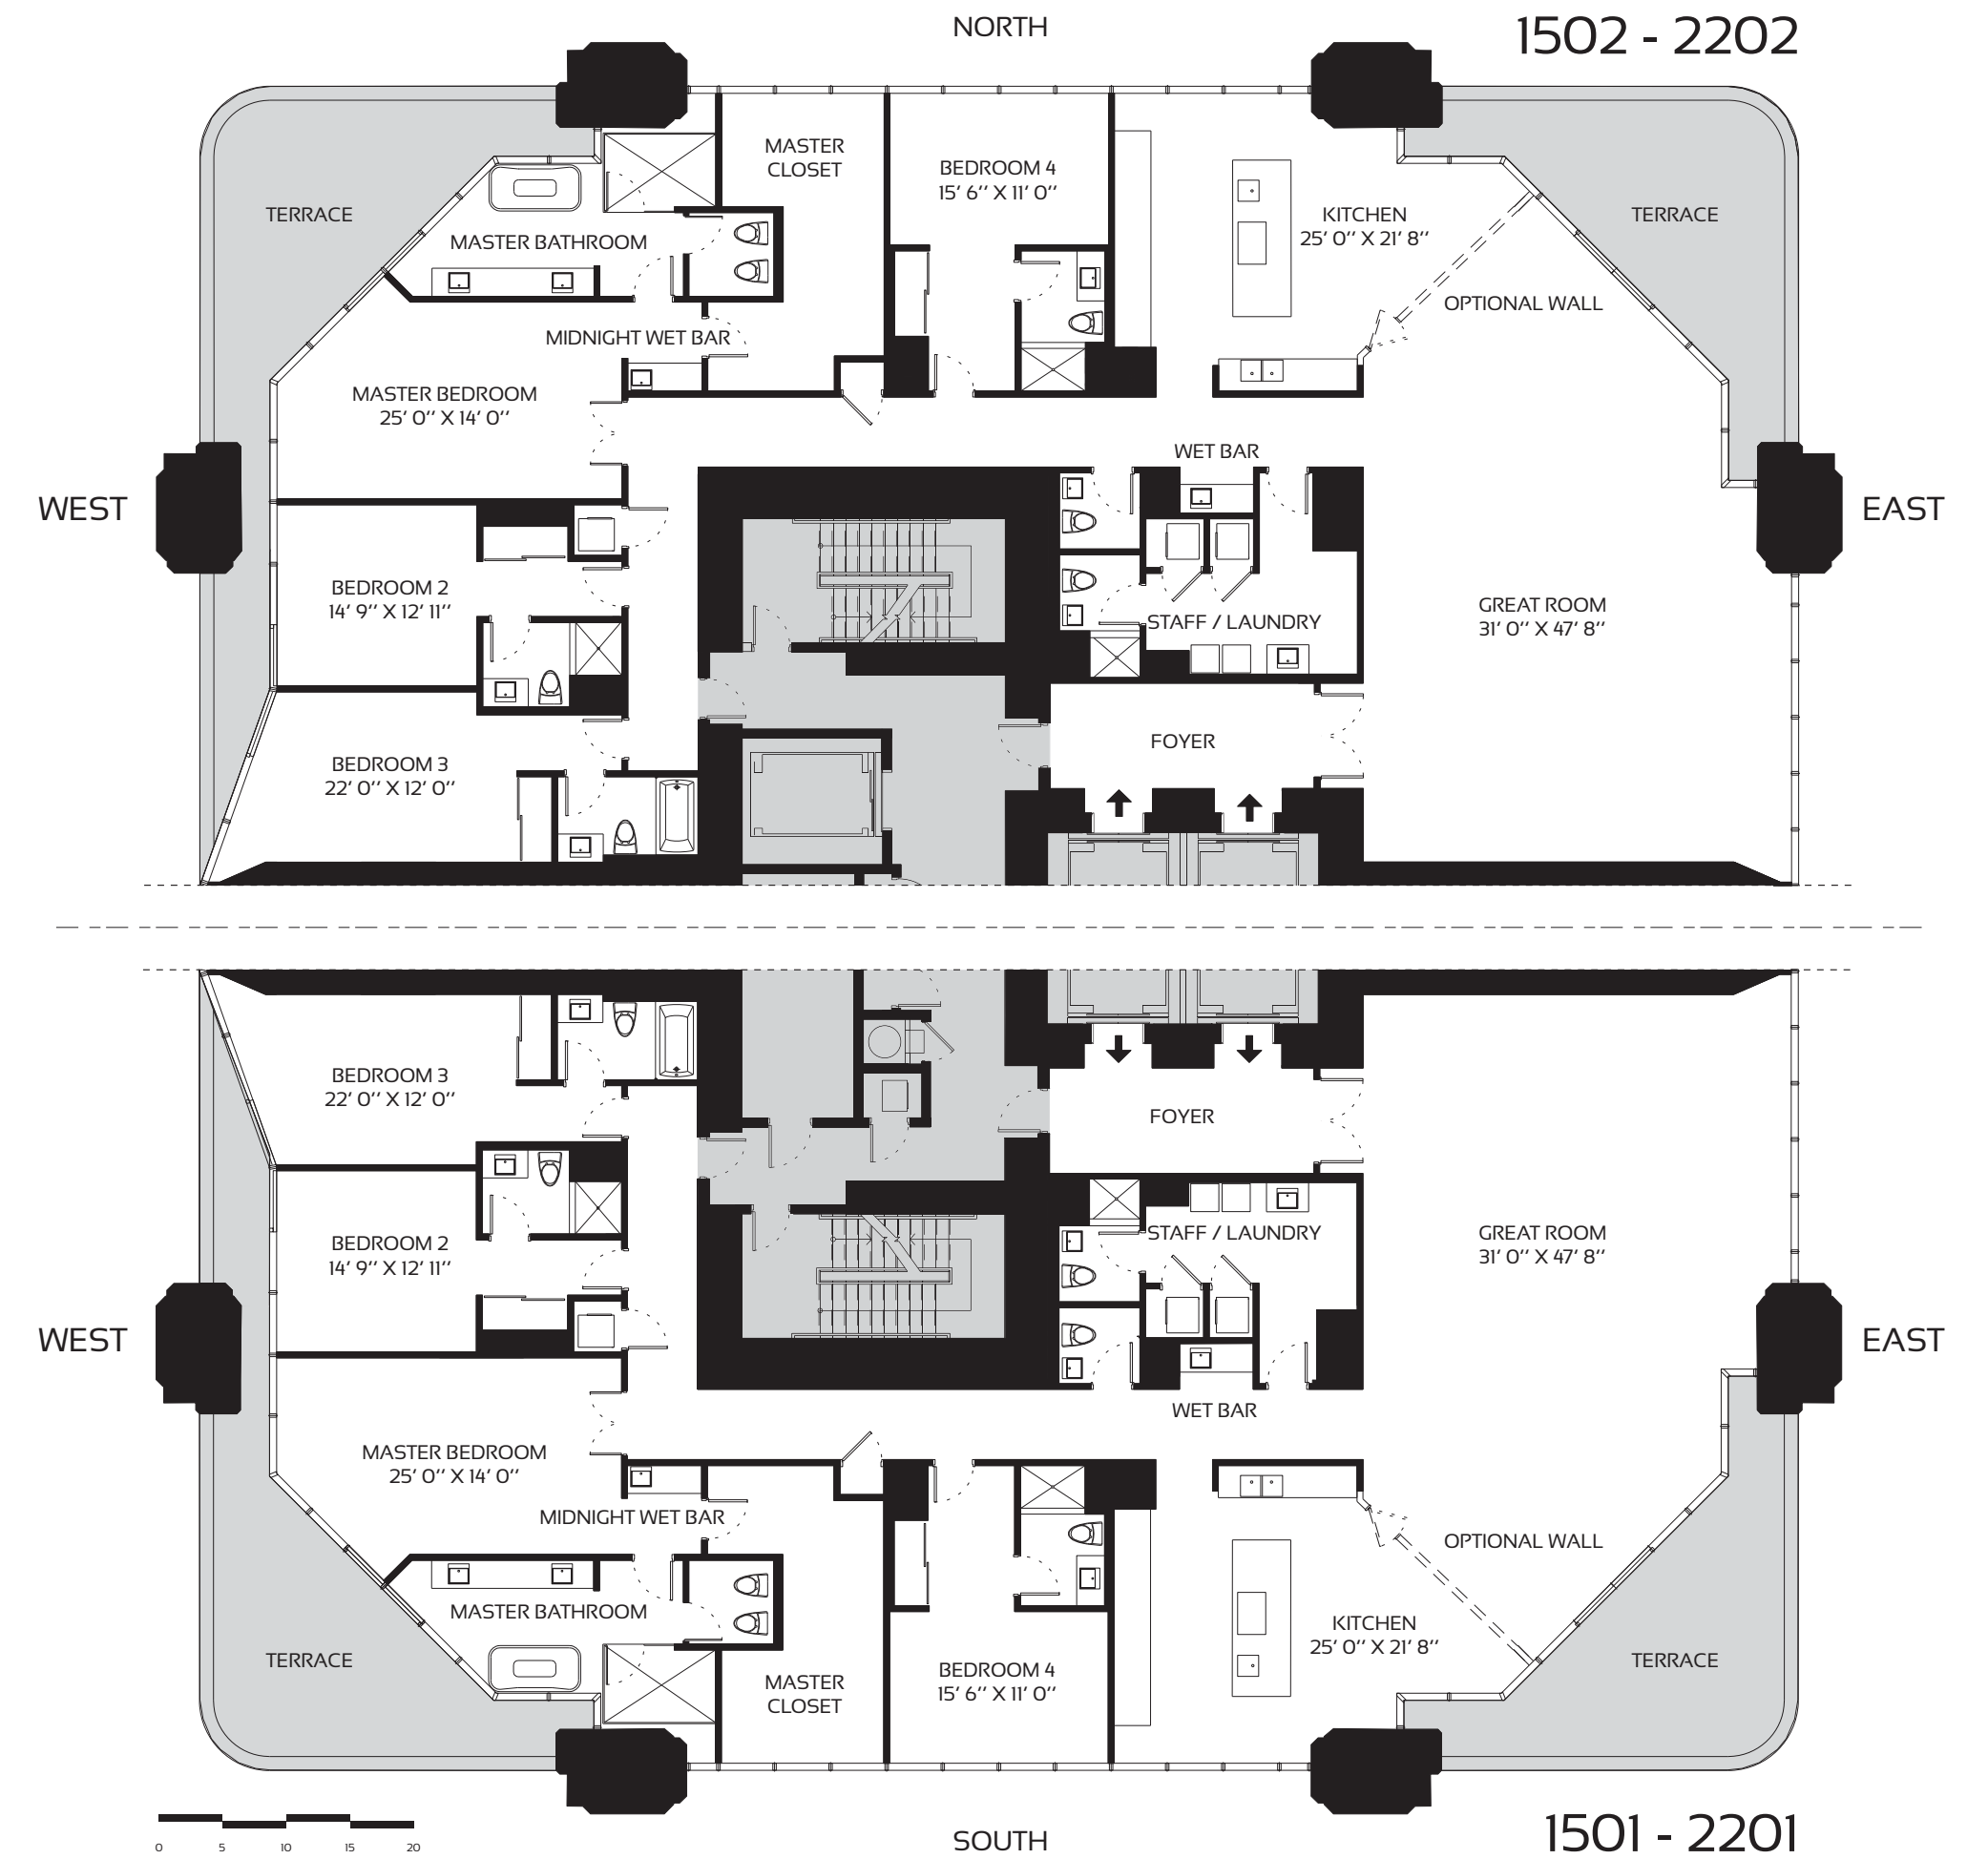 NORTH
1502 - 2202
MASTER
CLOSET
BEDROOM 4
15' 6'' X 11' 0''
TERRACE
MASTER BATHROOM
KITCHEN
25' 0'' X 21' 8''
TERRACE
OPTIONAL WALL
MIDNIGHT WET BAR
MASTER BEDROOM
25' 0'' X 14' 0''
WET BAR
WEST
EAST
BEDROOM 2
14' 9'' X 12' 11''
STAFF / LAUNDRY
GREAT ROOM
31' 0'' X 47' 8''
FOYER
BEDROOM 3
22' 0'' X 12' 0''
BEDROOM 3
22' 0'' X 12' 0''
FOYER
STAFF / LAUNDRY
GREAT ROOM
31' 0'' X 47' 8''
BEDROOM 2
14' 9'' X 12' 11''
WEST
EAST
WET BAR
MASTER BEDROOM
25' 0'' X 14' 0''
MIDNIGHT WET BAR
OPTIONAL WALL
MASTER BATHROOM
KITCHEN
25' 0'' X 21' 8''
TERRACE
TERRACE
BEDROOM 4
15' 6'' X 11' 0''
MASTER
CLOSET
0 5 10 15 20
SOUTH
1501 - 2201